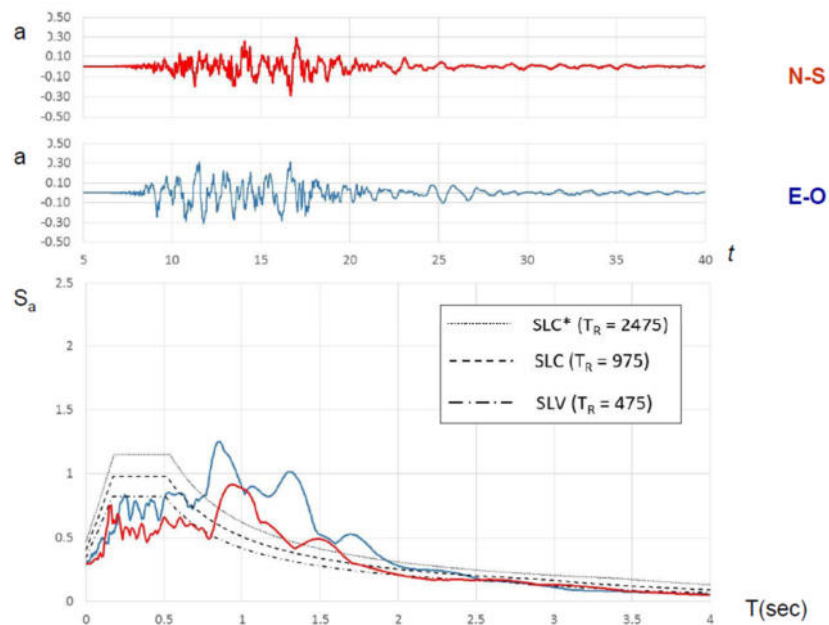 a
0.50
0.30
0.10
-0.10
-0.30
-0.50
N-S
a
0.50
0.30
0.10
-0.10
-0.30
-0.50
E-O
5 10 15 20 25 30 35 40 t
Sa
2.5
2
1.5
1
0.5
0
SLC* (TR = 2475)
SLC (TR = 975)
SLV (TR = 475)
0 0.5 1 1.5 2 2.5 3 3.5 4 T(sec)